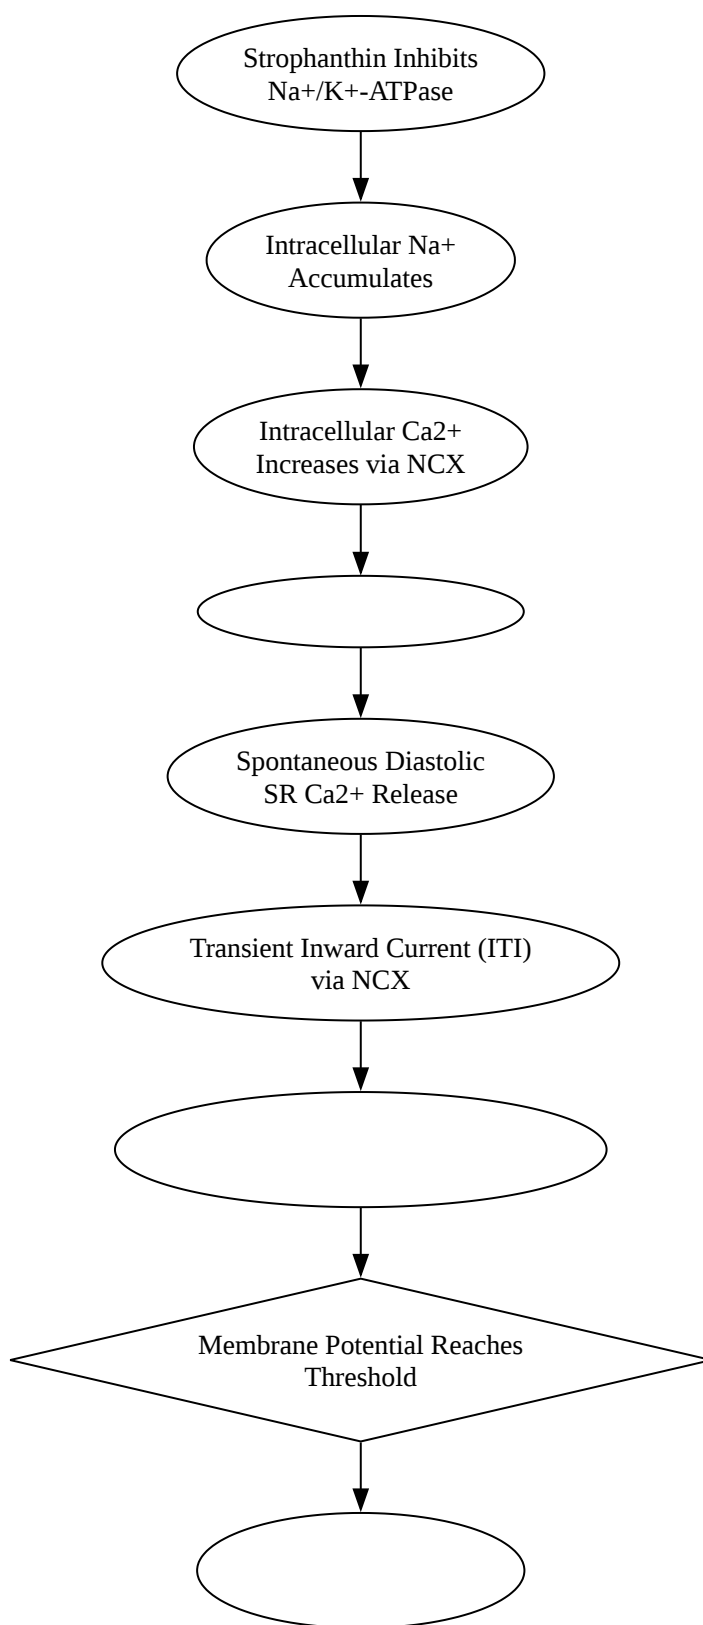 Strophanthin Inhibits
Na+/K+-ATPase
Intracellular Na+
Accumulates
Intracellular Ca2+
Increases via NCX
Spontaneous Diastolic
SR Ca2+ Release
Transient Inward Current (ITI)
via NCX
Membrane Potential Reaches
Threshold